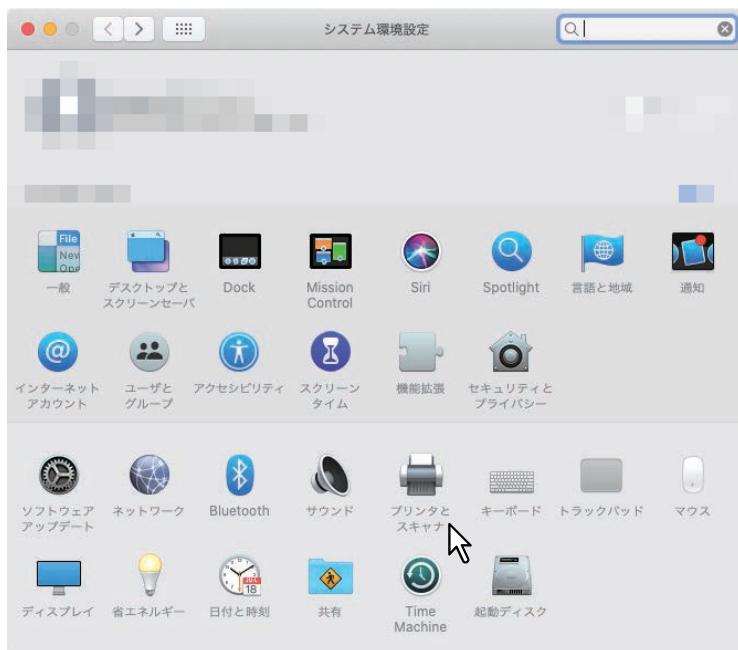 システム環境設定
File
New
Ope
一般
デスクトップと
スクリーンセーバ
Dock
Mission
Control
Siri
Spotlight
言語と地域
通知
インターネット
アカウント
ユーザと
グループ
アクセシビリティ
スクリーン
タイム
機能拡張
セキュリティと
プライバシー
ソフトウェア
アップデート
ネットワーク
Bluetooth
サウンド
プリンタと
スキャナ
キーボード
トラックパッド
マウス
ディスプレイ
省エネルギー
JUL
18
日付と時刻
共有
Time
Machine
起動ディスク